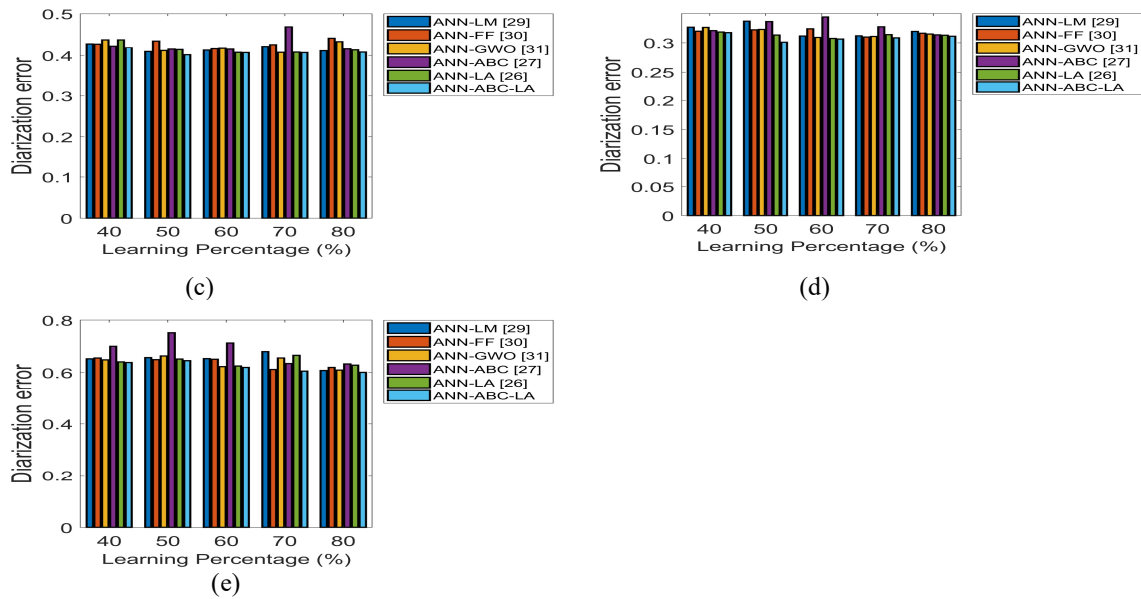 Diarization error
0.5
0.4
0.3
0.2
0.1
0
40 50 60 70 80
Learning Percentage (%)
ANN-LM [29]
ANN-FF [30]
ANN-GWO [31]
ANN-ABC [27]
ANN-LA [26]
ANN-ABC-LA
(c)
Diarization error
0.3
0.25
0.2
0.15
0.1
0.05
0
40 50 60 70 80
Learning Percentage (%)
ANN-LM [29]
ANN-FF [30]
ANN-GWO [31]
ANN-ABC [27]
ANN-LA [26]
ANN-ABC-LA
(d)
Diarization error
0.8
0.6
0.4
0.2
0
40 50 60 70 80
Learning Percentage (%)
ANN-LM [29]
ANN-FF [30]
ANN-GWO [31]
ANN-ABC [27]
ANN-LA [26]
ANN-ABC-LA
(e)